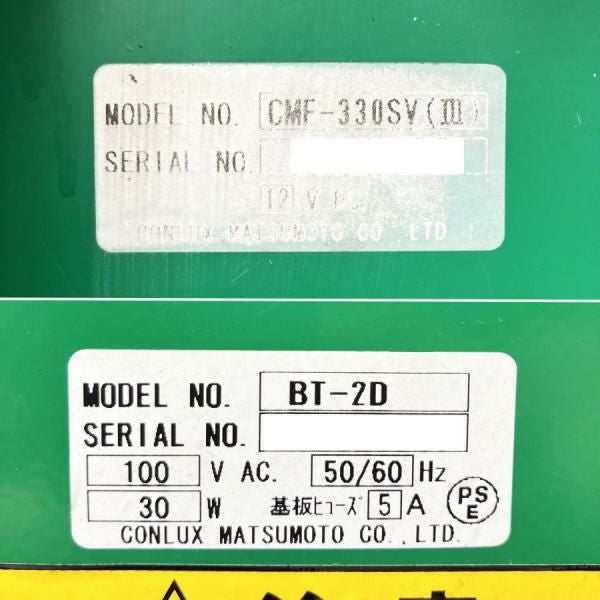 MODEL NO. CMF-330SV(Ⅲ)
SERIAL NO.
12 V DC
CONLUX MATSUMOTO CO LTD
MODEL NO. BT-2D
SERIAL NO.
100 V AC. 50/60 Hz
30 W 基板ヒューズ 5 A
PS
E
CONLUX MATSUMOTO CO.,LTD.